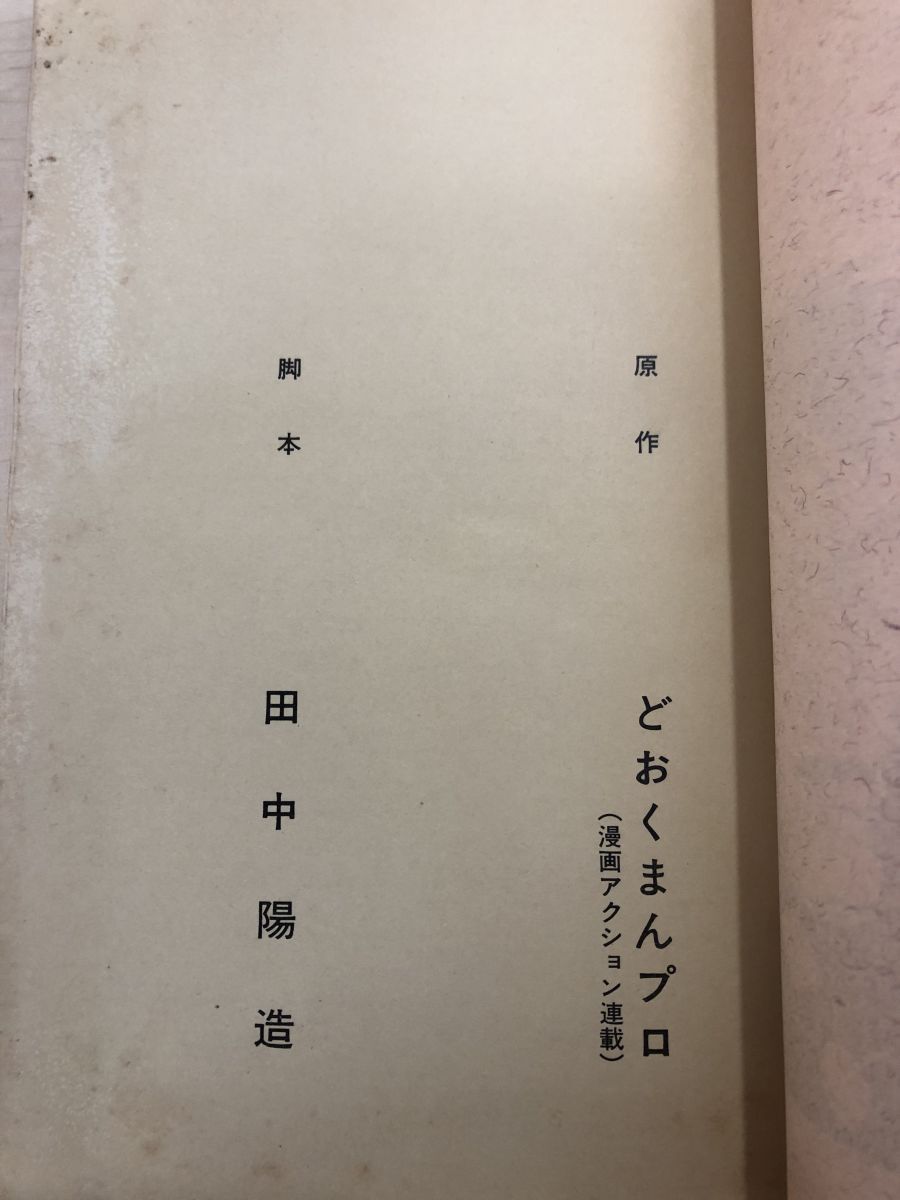 原作 どおくまんプロ
(漫画アクション連載)
脚本 田中陽造